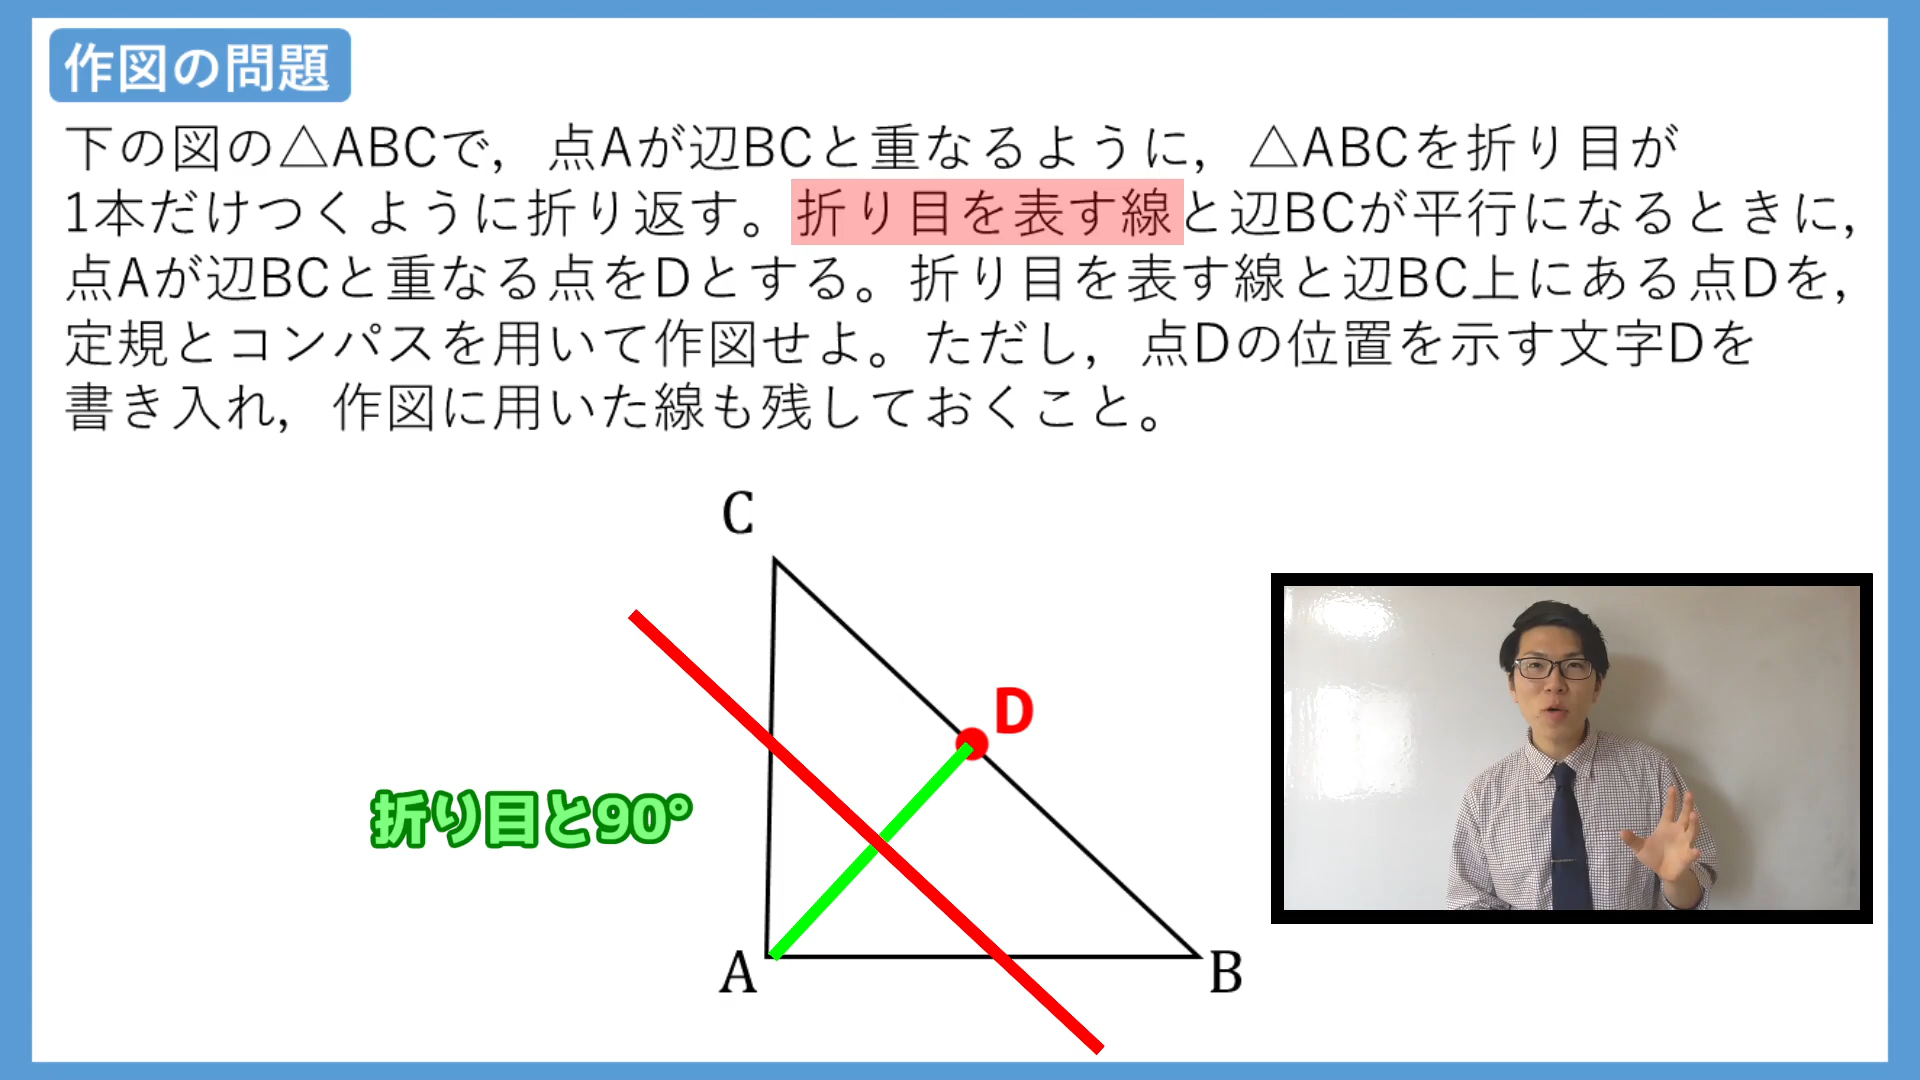 作図の問題
下の図の△ABCで，点Aが辺BCと重なるように，△ABCを折り目が
1本だけつくように折り返す。折り目を表す線と辺BCが平行になるときに，
点Aが辺BCと重なる点をDとする。折り目を表す線と辺BC上にある点Dを，
定規とコンパスを用いて作図せよ。ただし，点Dの位置を示す文字Dを
書き入れ，作図に用いた線も残しておくこと。
C
D
折り目と90°
A
B